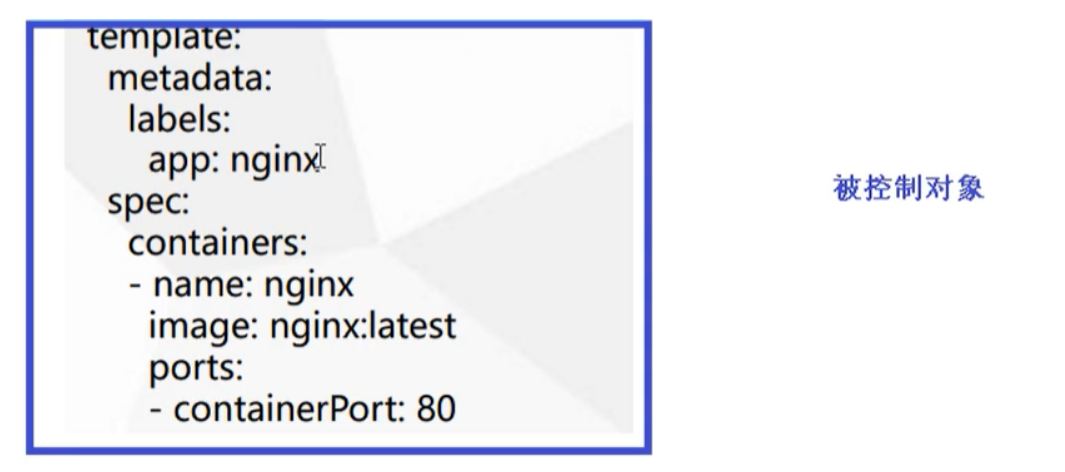 template:
metadata:
labels:
app: nginx
spec:
containers:
- name: nginx
image: nginx:latest
ports:
- containerPort: 80
被控制对象